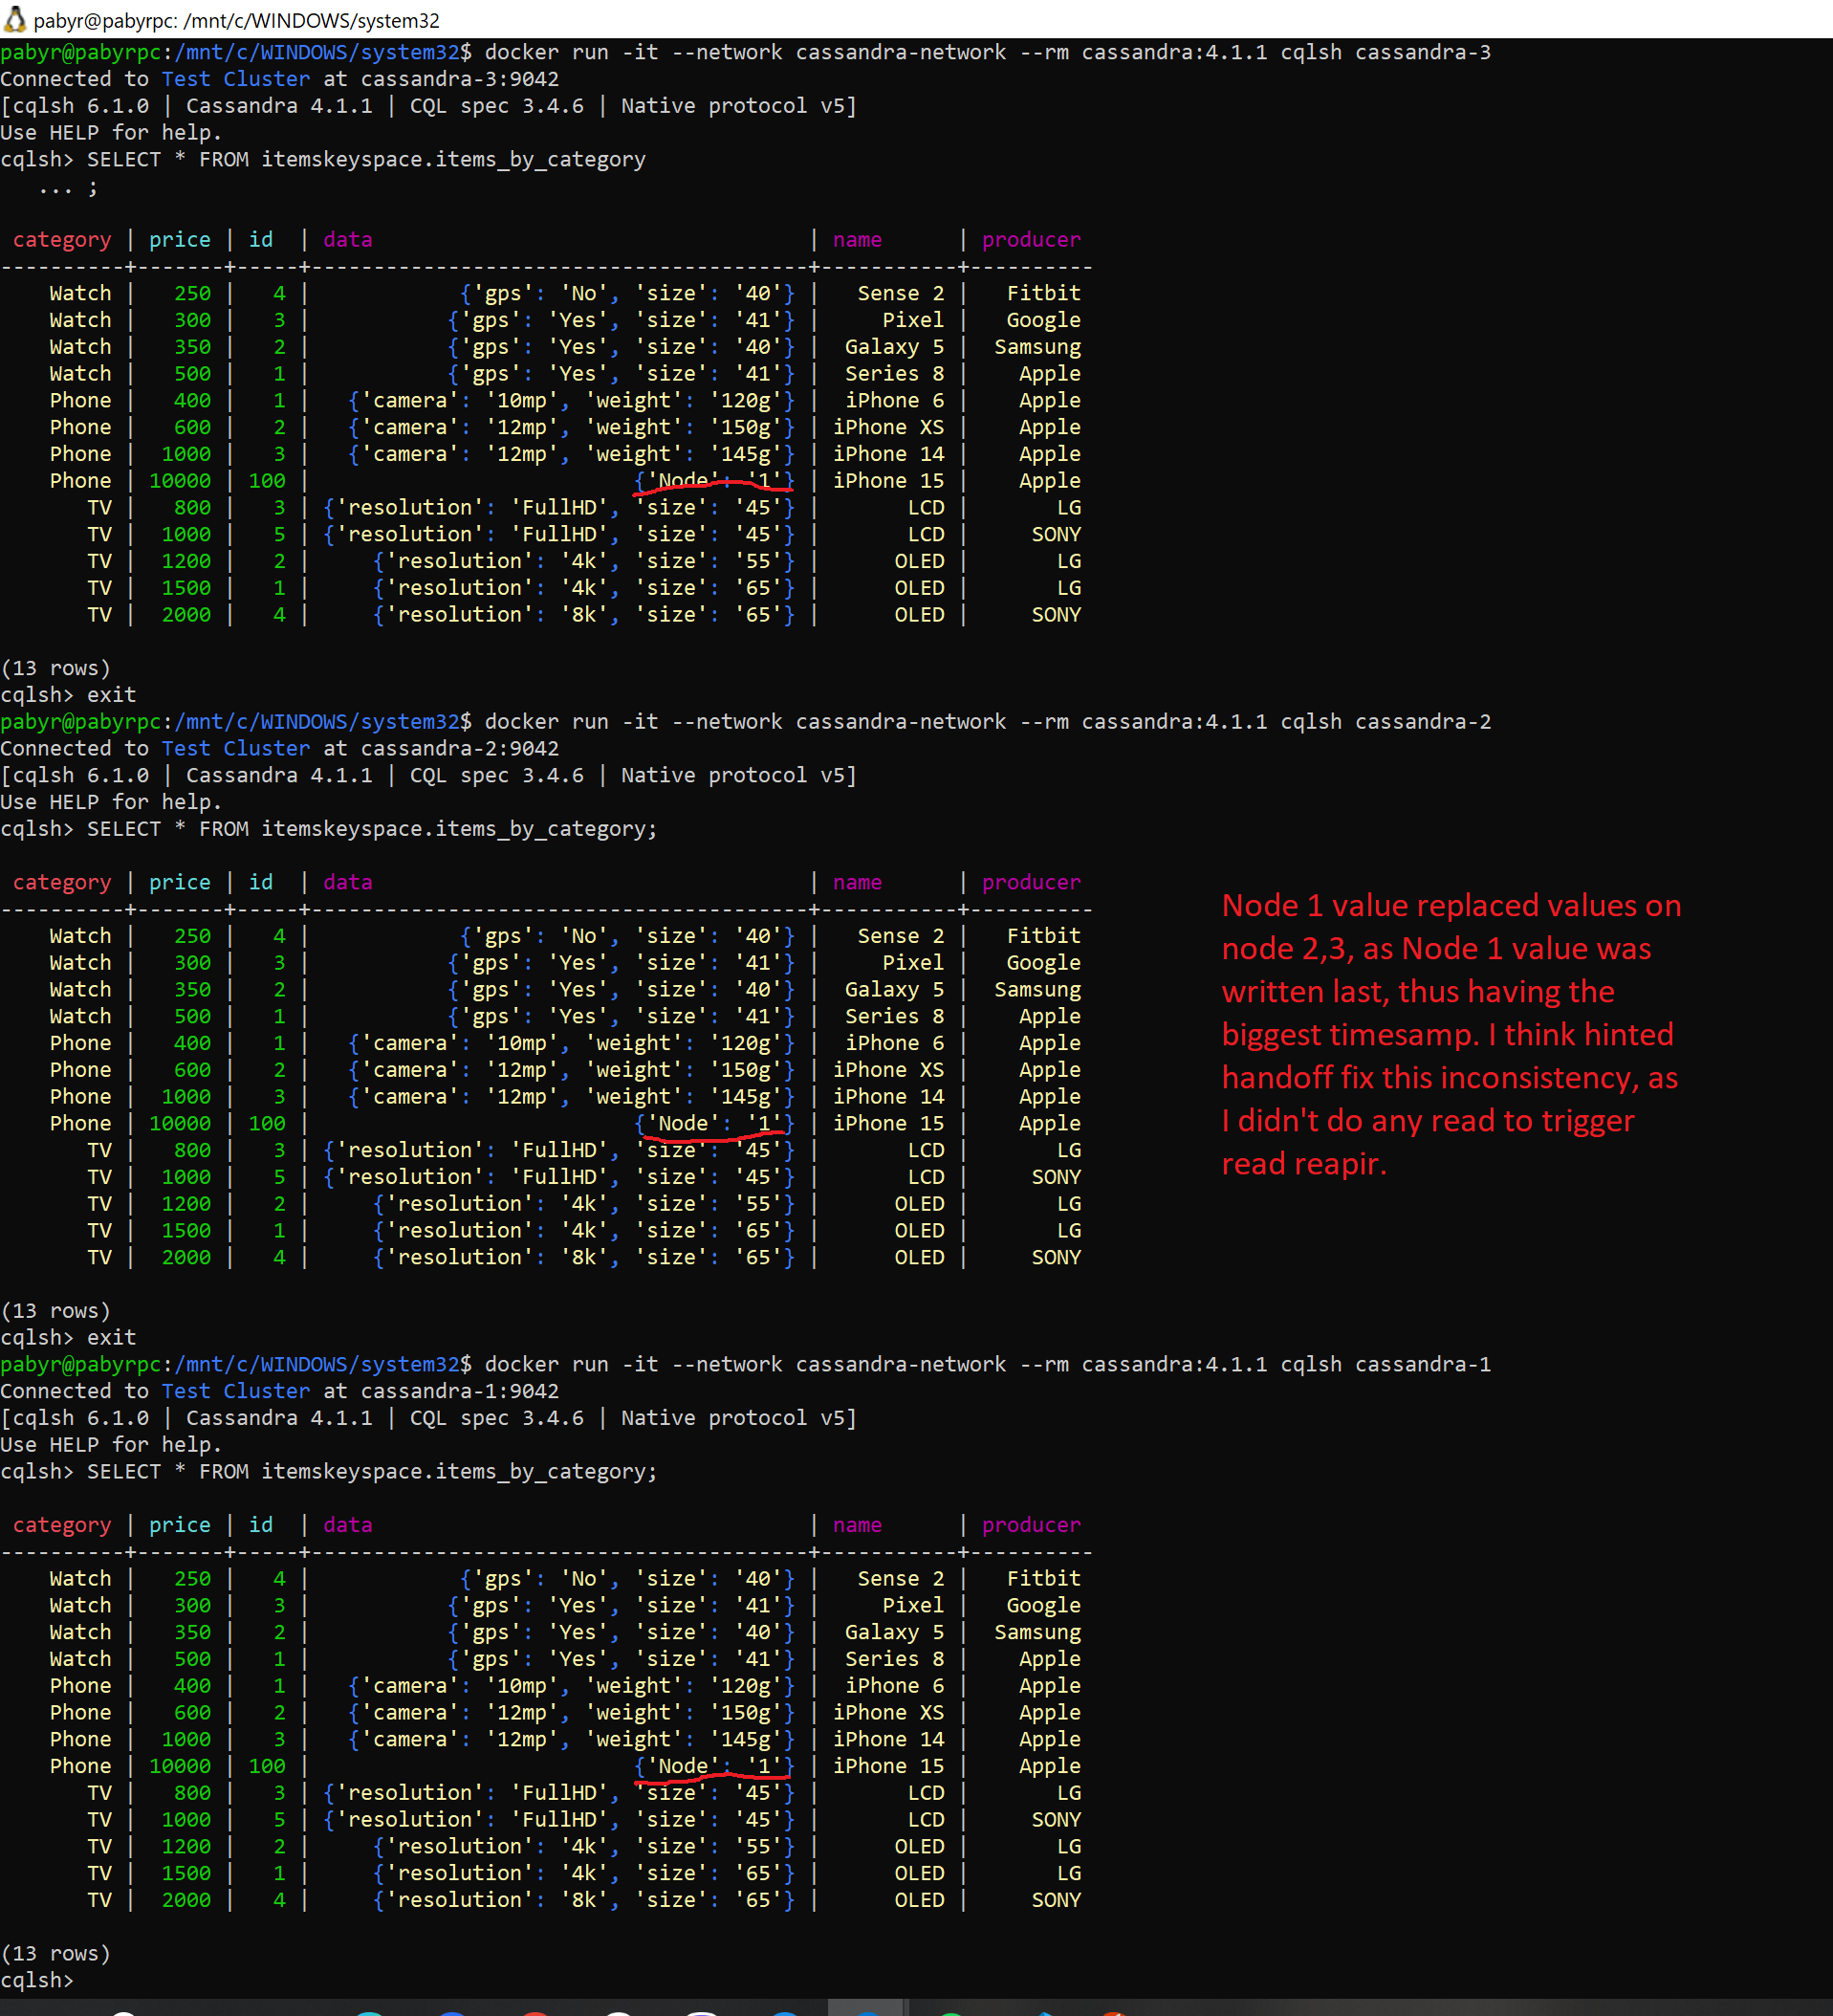 pabyr@pabyrpc: /mnt/c/WINDOWS/system32
pabyr@pabyrpc:/mnt/c/WINDOWS/system32$ docker run -it --network cassandra-network --rm cassandra:4.1.1 cqlsh cassandra-3
Connected to Test Cluster at cassandra-3:9042
[cqlsh 6.1.0 | Cassandra 4.1.1 | CQL spec 3.4.6 | Native protocol v5]
Use HELP for help.
cqlsh> SELECT * FROM itemskeyspace.items_by_category
   ... ;
 category | price | id  | data                                   | name      | producer
----------+-------+-----+----------------------------------------+-----------+----------
    Watch |   250 |   4 |            {'gps': 'No', 'size': '40'} |   Sense 2 |   Fitbit
    Watch |   300 |   3 |           {'gps': 'Yes', 'size': '41'} |     Pixel |   Google
    Watch |   350 |   2 |           {'gps': 'Yes', 'size': '40'} |  Galaxy 5 |  Samsung
    Watch |   500 |   1 |           {'gps': 'Yes', 'size': '41'} |  Series 8 |    Apple
    Phone |   400 |   1 |   {'camera': '10mp', 'weight': '120g'} |  iPhone 6 |    Apple
    Phone |   600 |   2 |   {'camera': '12mp', 'weight': '150g'} | iPhone XS |    Apple
    Phone |  1000 |   3 |   {'camera': '12mp', 'weight': '145g'} | iPhone 14 |    Apple
    Phone | 10000 | 100 |                          {'Node': '1'} | iPhone 15 |    Apple
       TV |   800 |   3 | {'resolution': 'FullHD', 'size': '45'} |       LCD |       LG
       TV |  1000 |   5 | {'resolution': 'FullHD', 'size': '45'} |       LCD |     SONY
       TV |  1200 |   2 |     {'resolution': '4k', 'size': '55'} |      OLED |       LG
       TV |  1500 |   1 |     {'resolution': '4k', 'size': '65'} |      OLED |       LG
       TV |  2000 |   4 |     {'resolution': '8k', 'size': '65'} |      OLED |     SONY
(13 rows)
cqlsh> exit
pabyr@pabyrpc:/mnt/c/WINDOWS/system32$ docker run -it --network cassandra-network --rm cassandra:4.1.1 cqlsh cassandra-2
Connected to Test Cluster at cassandra-2:9042
[cqlsh 6.1.0 | Cassandra 4.1.1 | CQL spec 3.4.6 | Native protocol v5]
Use HELP for help.
cqlsh> SELECT * FROM itemskeyspace.items_by_category;
 category | price | id  | data                                   | name      | producer
----------+-------+-----+----------------------------------------+-----------+----------
    Watch |   250 |   4 |            {'gps': 'No', 'size': '40'} |   Sense 2 |   Fitbit
    Watch |   300 |   3 |           {'gps': 'Yes', 'size': '41'} |     Pixel |   Google
    Watch |   350 |   2 |           {'gps': 'Yes', 'size': '40'} |  Galaxy 5 |  Samsung
    Watch |   500 |   1 |           {'gps': 'Yes', 'size': '41'} |  Series 8 |    Apple
    Phone |   400 |   1 |   {'camera': '10mp', 'weight': '120g'} |  iPhone 6 |    Apple
    Phone |   600 |   2 |   {'camera': '12mp', 'weight': '150g'} | iPhone XS |    Apple
    Phone |  1000 |   3 |   {'camera': '12mp', 'weight': '145g'} | iPhone 14 |    Apple
    Phone | 10000 | 100 |                          {'Node': '1'} | iPhone 15 |    Apple
       TV |   800 |   3 | {'resolution': 'FullHD', 'size': '45'} |       LCD |       LG
       TV |  1000 |   5 | {'resolution': 'FullHD', 'size': '45'} |       LCD |     SONY
       TV |  1200 |   2 |     {'resolution': '4k', 'size': '55'} |      OLED |       LG
       TV |  1500 |   1 |     {'resolution': '4k', 'size': '65'} |      OLED |       LG
       TV |  2000 |   4 |     {'resolution': '8k', 'size': '65'} |      OLED |     SONY
(13 rows)
cqlsh> exit
Node 1 value replaced values on
node 2,3, as Node 1 value was
written last, thus having the
biggest timesamp. I think hinted
handoff fix this inconsistency, as
I didn't do any read to trigger
read reapir.
pabyr@pabyrpc:/mnt/c/WINDOWS/system32$ docker run -it --network cassandra-network --rm cassandra:4.1.1 cqlsh cassandra-1
Connected to Test Cluster at cassandra-1:9042
[cqlsh 6.1.0 | Cassandra 4.1.1 | CQL spec 3.4.6 | Native protocol v5]
Use HELP for help.
cqlsh> SELECT * FROM itemskeyspace.items_by_category;
 category | price | id  | data                                   | name      | producer
----------+-------+-----+----------------------------------------+-----------+----------
    Watch |   250 |   4 |            {'gps': 'No', 'size': '40'} |   Sense 2 |   Fitbit
    Watch |   300 |   3 |           {'gps': 'Yes', 'size': '41'} |     Pixel |   Google
    Watch |   350 |   2 |           {'gps': 'Yes', 'size': '40'} |  Galaxy 5 |  Samsung
    Watch |   500 |   1 |           {'gps': 'Yes', 'size': '41'} |  Series 8 |    Apple
    Phone |   400 |   1 |   {'camera': '10mp', 'weight': '120g'} |  iPhone 6 |    Apple
    Phone |   600 |   2 |   {'camera': '12mp', 'weight': '150g'} | iPhone XS |    Apple
    Phone |  1000 |   3 |   {'camera': '12mp', 'weight': '145g'} | iPhone 14 |    Apple
    Phone | 10000 | 100 |                          {'Node': '1'} | iPhone 15 |    Apple
       TV |   800 |   3 | {'resolution': 'FullHD', 'size': '45'} |       LCD |       LG
       TV |  1000 |   5 | {'resolution': 'FullHD', 'size': '45'} |       LCD |     SONY
       TV |  1200 |   2 |     {'resolution': '4k', 'size': '55'} |      OLED |       LG
       TV |  1500 |   1 |     {'resolution': '4k', 'size': '65'} |      OLED |       LG
       TV |  2000 |   4 |     {'resolution': '8k', 'size': '65'} |      OLED |     SONY
(13 rows)
cqlsh>